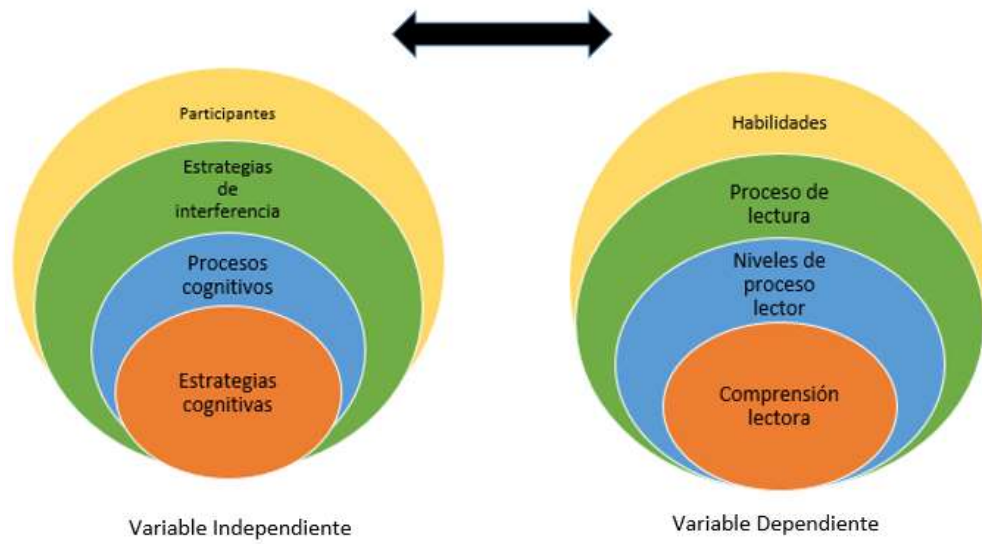 Participantes
Estrategias
de
interferencia
Procesos
cognitivos
Estrategias
cognitivas
Variable Independiente
Habilidades
Proceso de
lectura
Niveles de
proceso
lector
Comprensión
lectora
Variable Dependiente